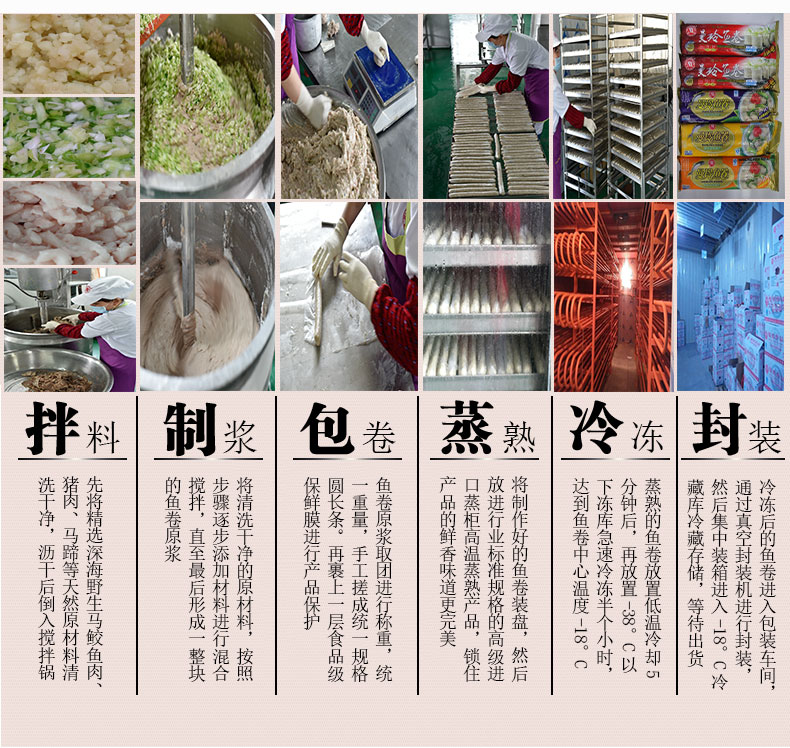 曼玲鱼卷
曼玲鱼卷
拌料
先将精选深海野生马鲛鱼肉、
猪肉、马蹄等天然原材料清
洗干净，沥干后倒入搅拌锅
制浆
将清洗干净的原材料，按照
步骤逐步添加材料进行混合
搅拌，直至最后形成一整块
的鱼卷原浆
包卷
鱼卷原浆取团进行称重，统
一重量，手工搓成统一规格
圆长条。再裹上一层食品级
保鲜膜进行产品保护
蒸熟
将制作好的鱼卷装盘，然后
放进行业标准规格的高级进
口蒸柜高温蒸熟产品，锁住
产品的鲜香味道更完美
冷冻
蒸熟的鱼卷放置低温冷却5
分钟后，再放置-38°C以
下冻库急速冷冻半个小时，
达到鱼卷中心温度-18°C
封装
冷冻后的鱼卷进入包装车间，
通过真空封装机进行封装，
然后集中装箱进入-18°C冷
藏库冷藏存储，等待出货